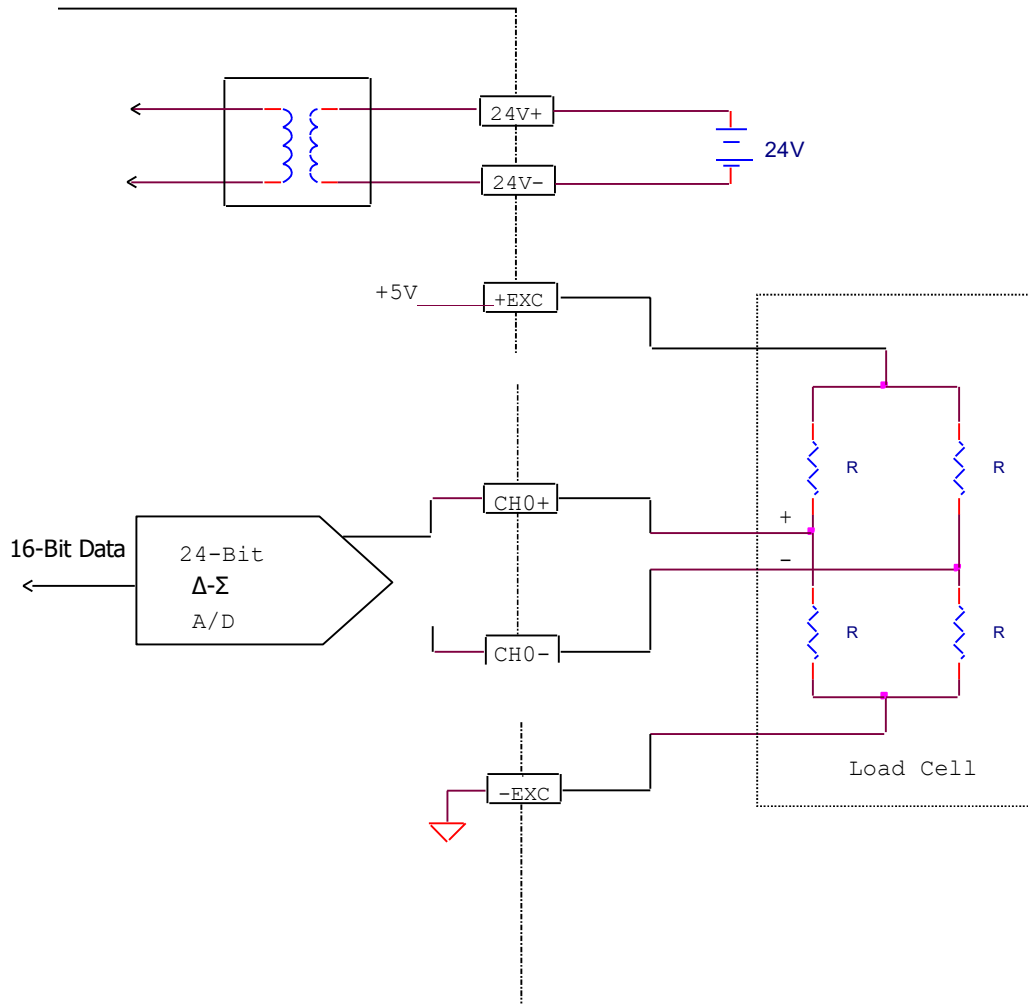 24V+
24V
24V-
+5V
+EXC
R
R
CH0+
+
16-Bit Data
24-Bit
Δ-Σ
A/D
-
R
R
CH0-
Load Cell
-EXC